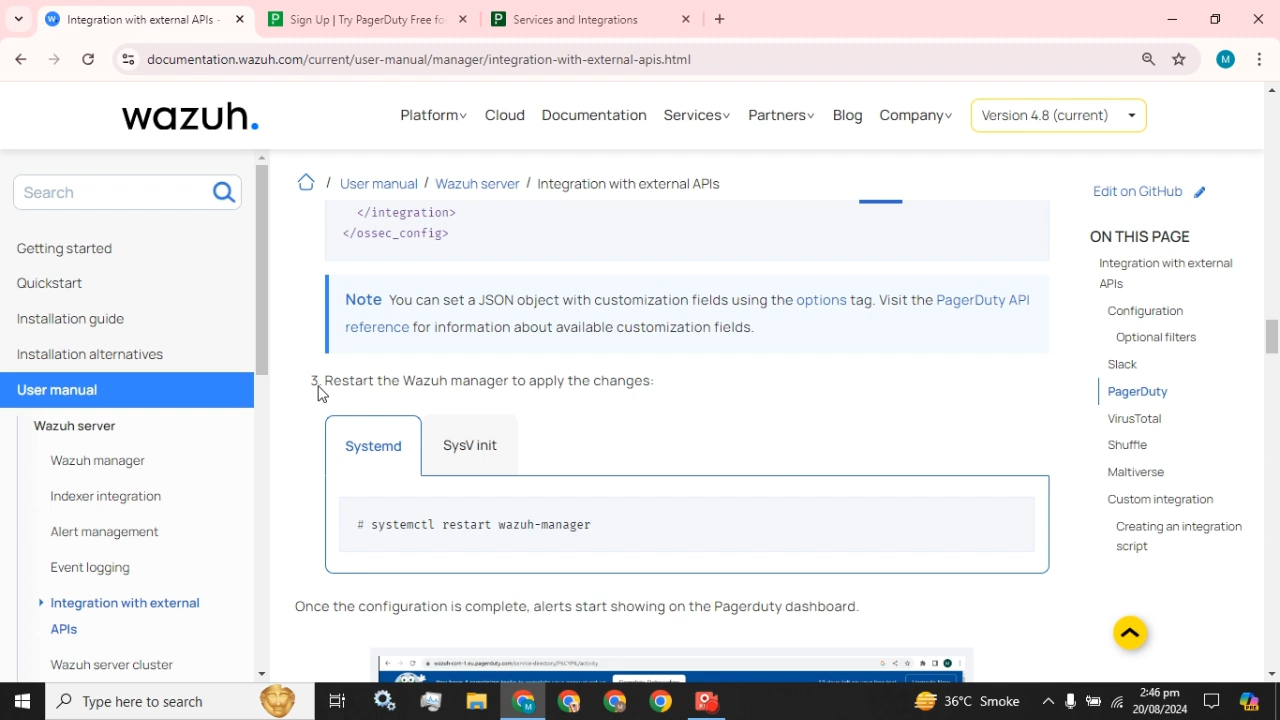 Integration with external APIs -
Sign Up | Try PagerDuty Free fo
Services and Integrations
documentation.wazuh.com/current/user-manual/manager/integration-with-external-apis.html
M
wazuh.
Platform
Cloud
Documentation
Services
Partners
Blog
Company
Version 4.8 (current)
Search
/ User manual / Wazuh server / Integration with external APIs
Edit on GitHub
Getting started
Quickstart
Installation guide
Installation alternatives
User manual
Wazuh server
Wazuh manager
Indexer integration
Alert management
Event logging
Integration with external
APIs
Wazuh server cluster
</integration>
</ossec_config>
Note You can set a JSON object with customization fields using the options tag. Visit the PagerDuty API
reference for information about available customization fields.
3. Restart the Wazuh manager to apply the changes:
Systemd
SysV init
# systemctl restart wazuh-manager
Once the configuration is complete, alerts start showing on the Pagerduty dashboard.
ON THIS PAGE
Integration with external
APIs
Configuration
Optional filters
Slack
PagerDuty
VirusTotal
Shuffle
Maltiverse
Custom integration
Creating an integration
script
Type here to search
36°C Smoke
2:46 pm
20/08/2024